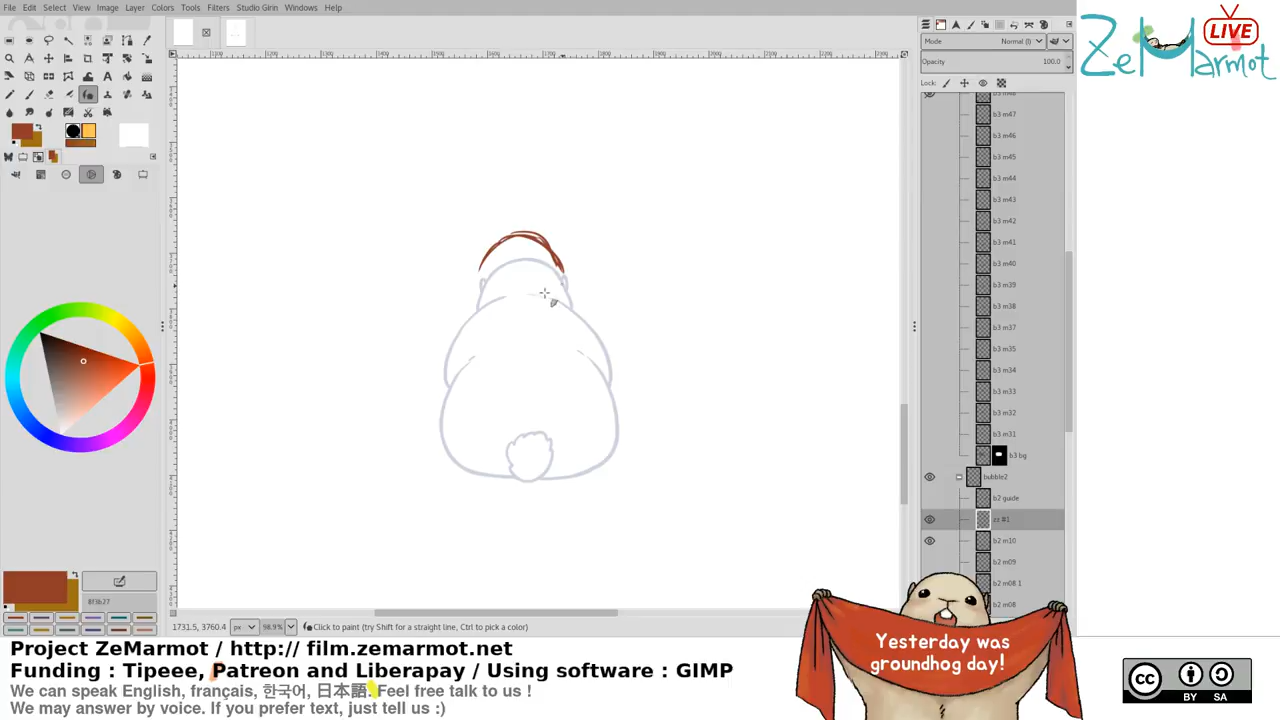 File Edit Select View Image Layer Colors Tools Filters Studio Girin Windows Help
ZeMarmot LIVE
Mode Normal (l)
Opacity 100.0
Lock:
b3 m47
b3 m46
b3 m45
b3 m44
b3 m43
b3 m42
b3 m41
b3 m40
b3 m39
b3 m38
b3 m37
b3 m35
b3 m34
b3 m33
b3 m32
b3 m31
b3 bg
bubble2
b2 guide
zz #1
b2 m10
b2 m09
b2 m08 1
b2 m08
8f3b27
1731.5, 3760.4 px 98.9% Click to paint (try Shift for a straight line, Ctrl to pick a color)
Project ZeMarmot / http:// film.zemarmot.net
Funding : Tipeee, Patreon and Liberapay / Using software : GIMP
We can speak English, français, 한국어, 日本語. Feel free talk to us !
We may answer by voice. If you prefer text, just tell us :)
Yesterday was
groundhog day!
CC BY SA